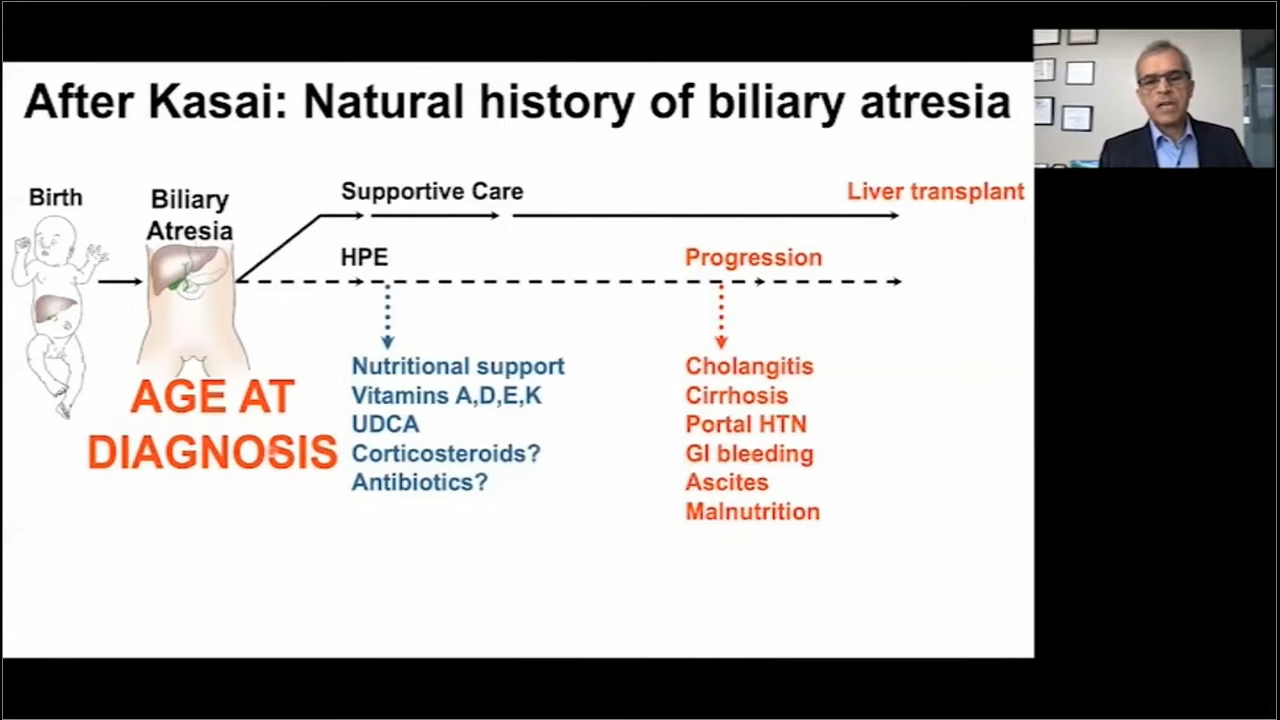 After Kasai: Natural history of biliary atresia
Birth
Biliary
Atresia
AGE AT
DIAGNOSIS
Supportive Care
Liver transplant
HPE
Progression
Nutritional support
Vitamins A,D,E,K
UDCA
Corticosteroids?
Antibiotics?
Cholangitis
Cirrhosis
Portal HTN
GI bleeding
Ascites
Malnutrition